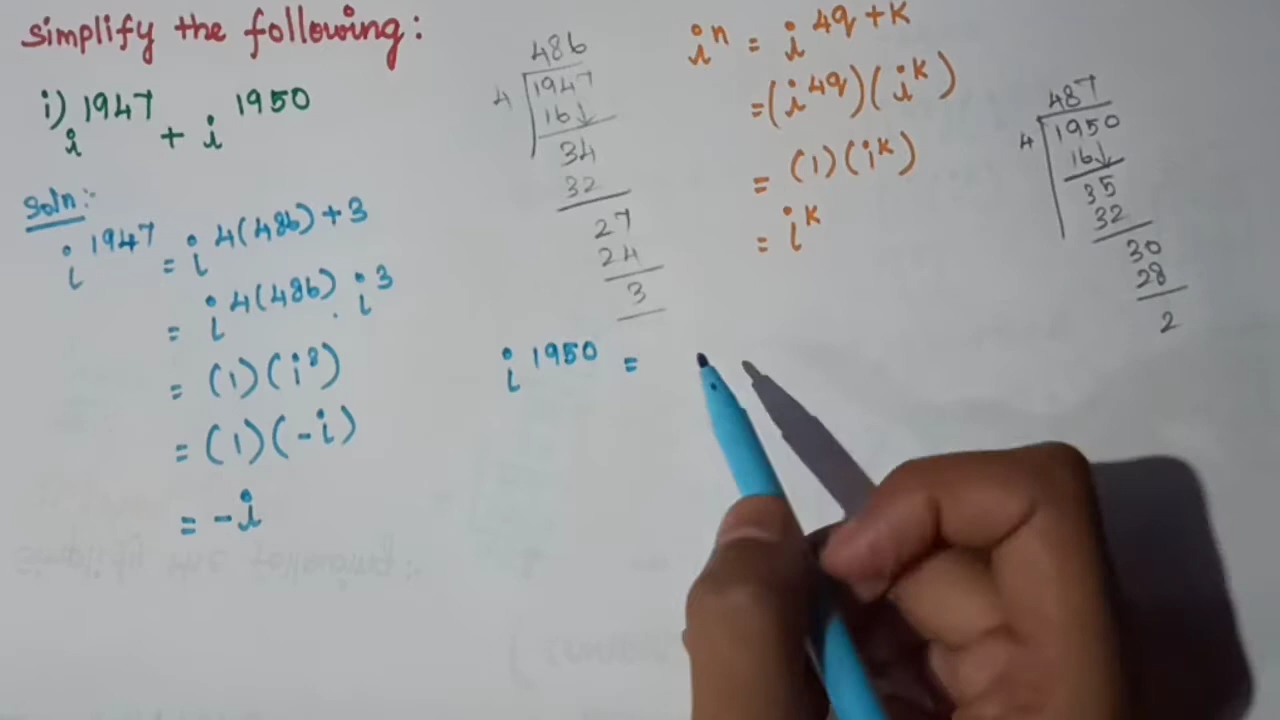 Simplify the following:
i) i^1947 + i^1950
Soln:-
i^1947 = i^4(486)+3
= i^4(486) . i^3
= (1)(i^3)
= (1)(-i)
= -i
486
4 1947
16↓
34
32
27
24
3
i^n = i^4q+k
=(i^4q)(i^k)
= (1)(i^k)
= i^k
487
4 1950
16↓
35
32
30
28
2
i^1950 =